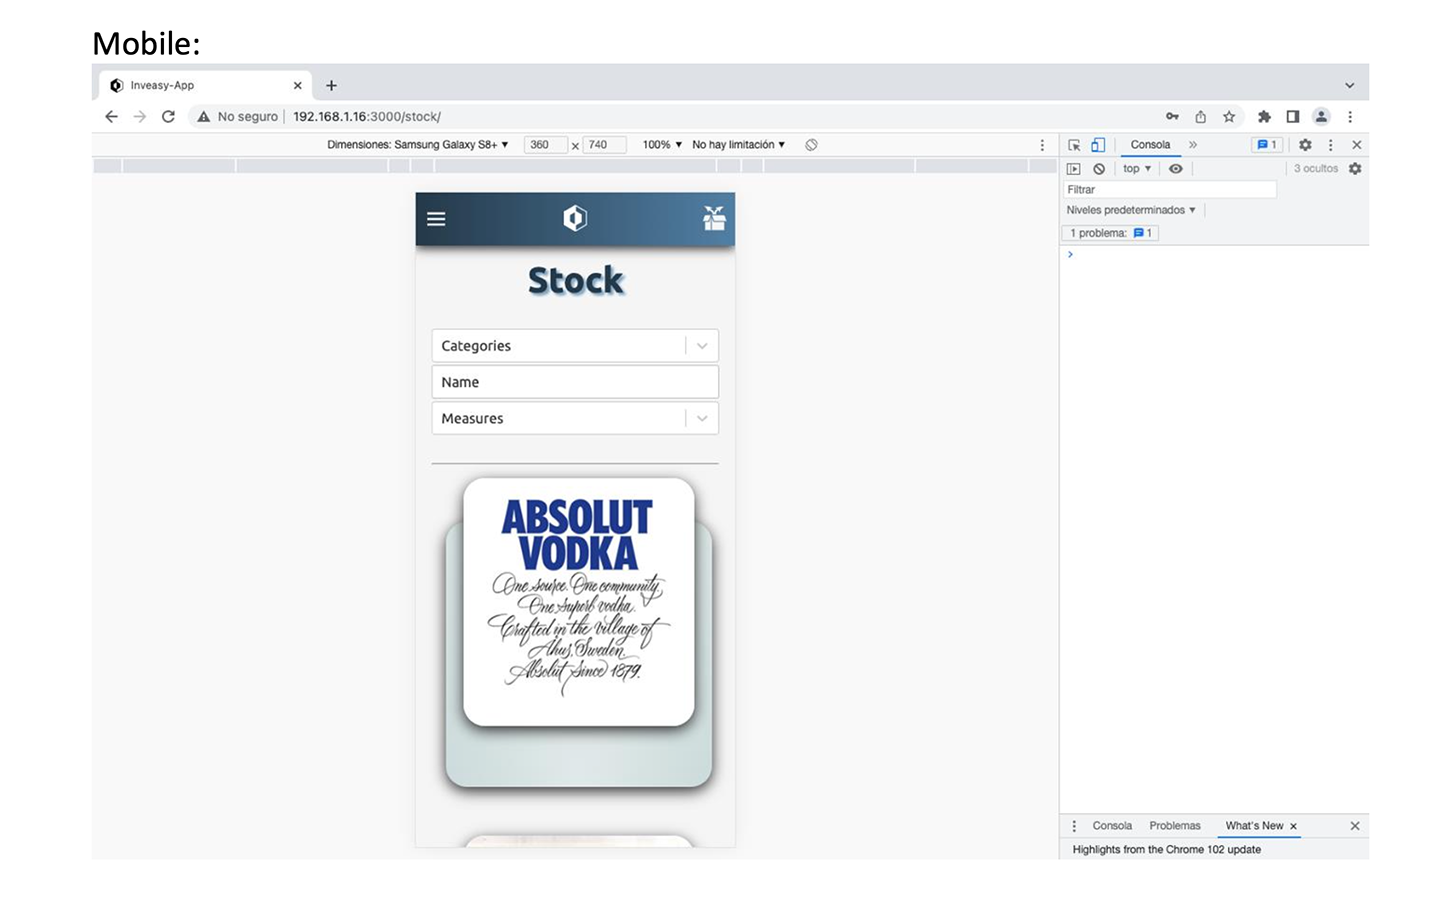 Mobile:
Inveasy-App
No seguro 192.168.1.16:3000/stock/
Dimensiones: Samsung Galaxy S8+ 360 x 740 100% No hay limitación
Consola 1
top 3 ocultos
Filtrar
Niveles predeterminados
1 problema: 1
Stock
Categories
Name
Measures
ABSOLUT
VODKA
One source. One community,
One superb vodka.
Crafted in the village of
Åhus, Sweden.
Absolut Since 1879.
Consola Problemas What's New
Highlights from the Chrome 102 update